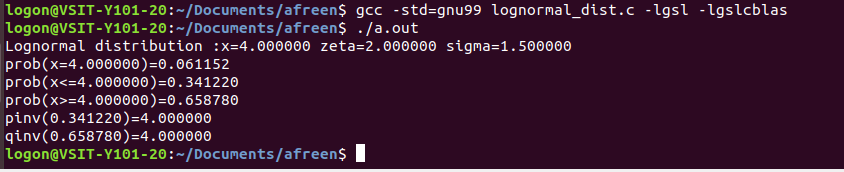 logon@VSIT-Y101-20:~/Documents/afreen$ gcc -std=gnu99 lognormal_dist.c -lgsl -lgslcblas
logon@VSIT-Y101-20:~/Documents/afreen$ ./a.out
Lognormal distribution :x=4.000000 zeta=2.000000 sigma=1.500000
prob(x=4.000000)=0.061152
prob(x<=4.000000)=0.341220
prob(x>=4.000000)=0.658780
pinv(0.341220)=4.000000
qinv(0.658780)=4.000000
logon@VSIT-Y101-20:~/Documents/afreen$